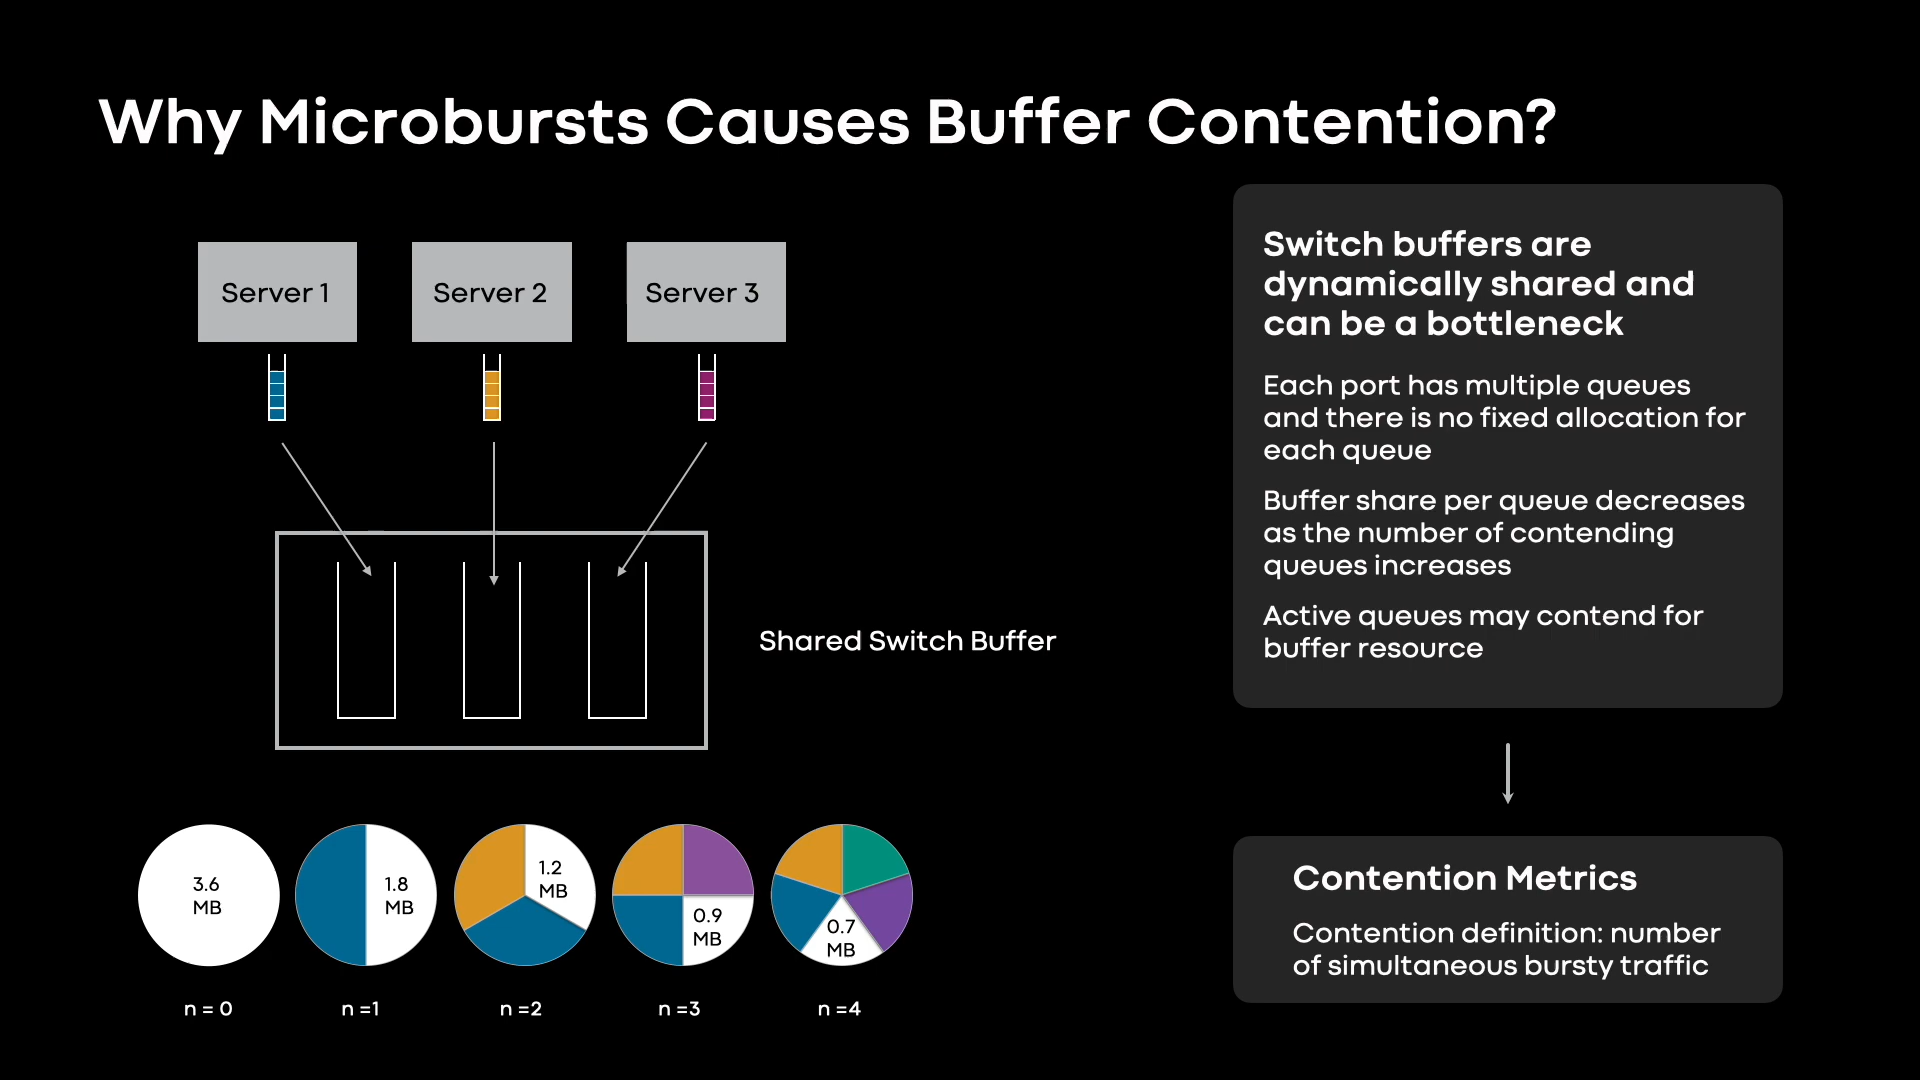 Why Microbursts Causes Buffer Contention?
Server 1
Server 2
Server 3
Shared Switch Buffer
3.6
MB
1.8
MB
1.2
MB
0.9
MB
0.7
MB
n = 0
n =1
n =2
n =3
n =4
Switch buffers are
dynamically shared and
can be a bottleneck
Each port has multiple queues
and there is no fixed allocation for
each queue
Buffer share per queue decreases
as the number of contending
queues increases
Active queues may contend for
buffer resource
Contention Metrics
Contention definition: number
of simultaneous bursty traffic